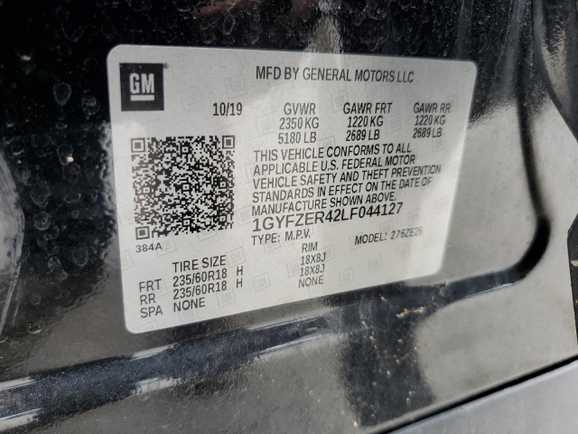 GM
MFD BY GENERAL MOTORS LLC
10/19 GVWR GAWR FRT GAWR RR
2350 KG 1220 KG 1220 KG
5180 LB 2689 LB 2689 LB
THIS VEHICLE CONFORMS TO ALL
APPLICABLE U.S. FEDERAL MOTOR
VEHICLE SAFETY AND THEFT PREVENTION
STANDARDS IN EFFECT ON THE DATE OF
MANUFACTURE SHOWN ABOVE.
1GYFZER42LF044127
384A TYPE: M.P.V. MODEL: 276ZE26
TIRE SIZE RIM
FRT 235/60R18 H 18X8J
RR 235/60R18 H 18X8J
SPA NONE NONE